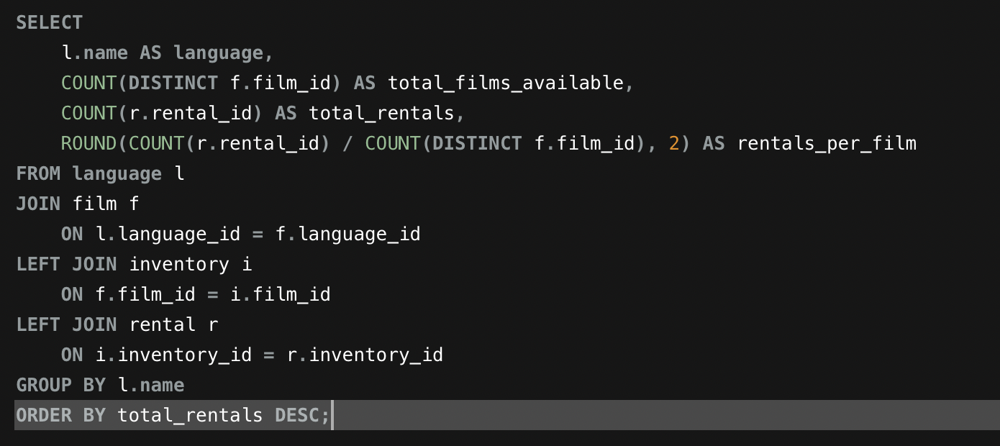 SELECT
    l.name AS language,
    COUNT(DISTINCT f.film_id) AS total_films_available,
    COUNT(r.rental_id) AS total_rentals,
    ROUND(COUNT(r.rental_id) / COUNT(DISTINCT f.film_id), 2) AS rentals_per_film
FROM language l
JOIN film f
    ON l.language_id = f.language_id
LEFT JOIN inventory i
    ON f.film_id = i.film_id
LEFT JOIN rental r
    ON i.inventory_id = r.inventory_id
GROUP BY l.name
ORDER BY total_rentals DESC;